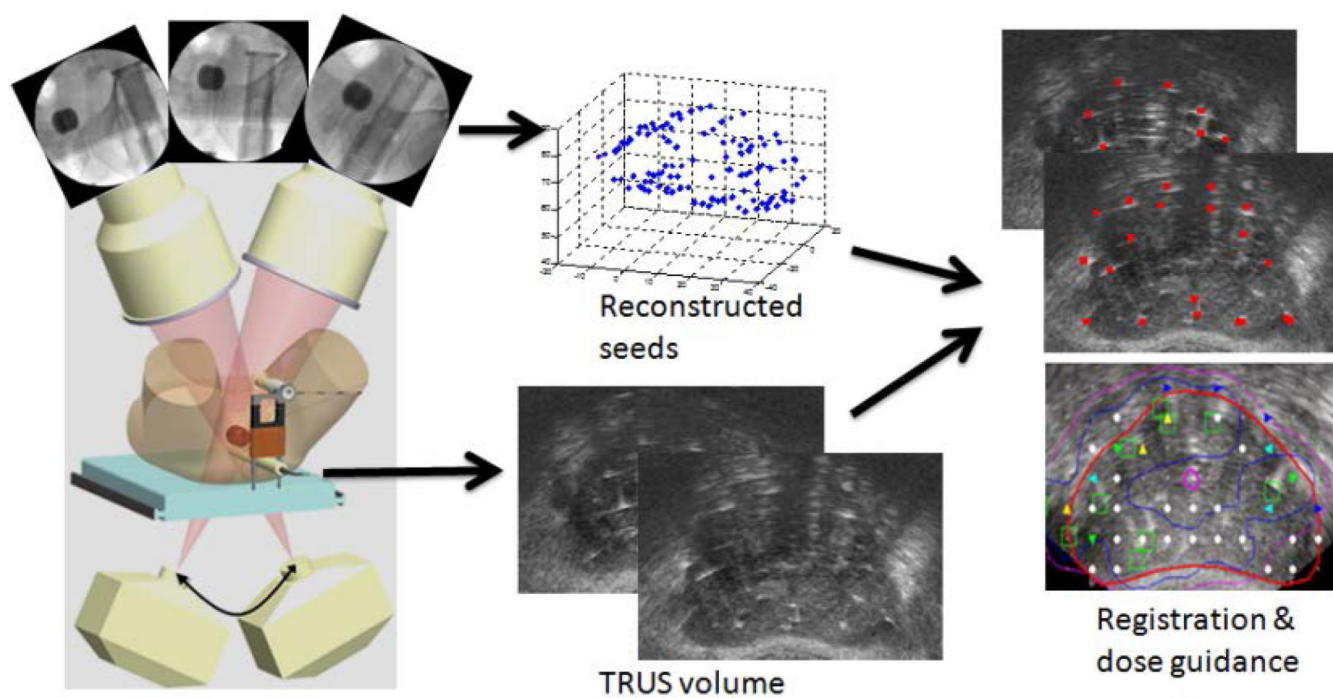 Reconstructed
seeds
TRUS volume
Registration &
dose guidance